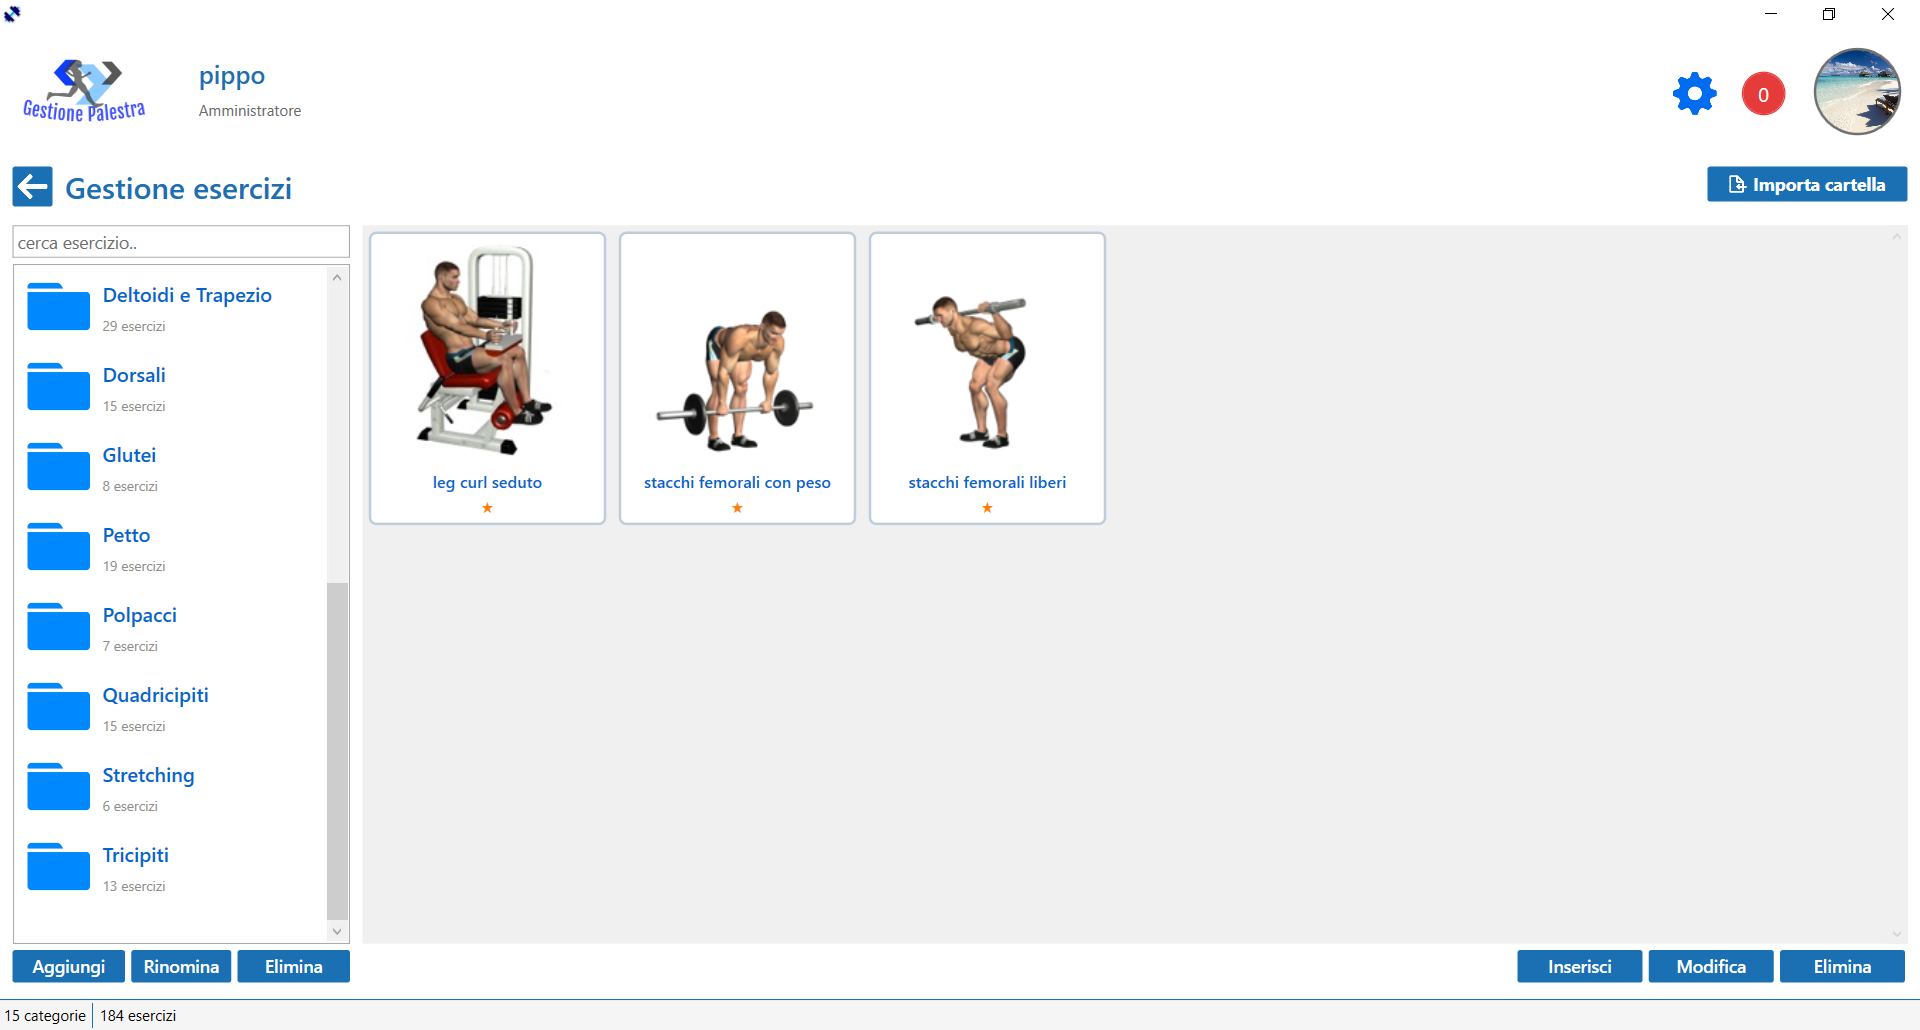 Gestione Palestra
pippo
Amministratore
0
Gestione esercizi
Importa cartella
cerca esercizio..
Deltoidi e Trapezio
29 esercizi
Dorsali
15 esercizi
Glutei
8 esercizi
Petto
19 esercizi
Polpacci
7 esercizi
Quadricipiti
15 esercizi
Stretching
6 esercizi
Tricipiti
13 esercizi
leg curl seduto
stacchi femorali con peso
stacchi femorali liberi
Aggiungi
Rinomina
Elimina
Inserisci
Modifica
Elimina
15 categorie
184 esercizi